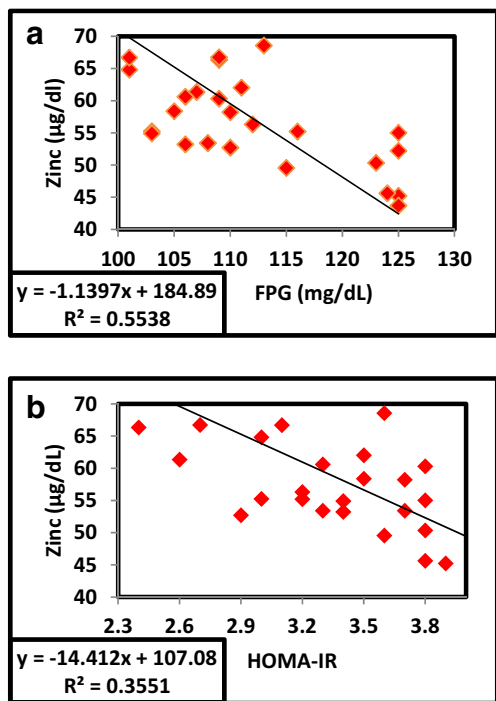 a
Zinc (µg/dl)
70
65
60
55
50
45
40
100 105 110 115 120 125 130
FPG (mg/dL)
y = -1.1397x + 184.89
R² = 0.5538
b
Zinc (µg/dL)
70
65
60
55
50
45
40
2.3 2.6 2.9 3.2 3.5 3.8
HOMA-IR
y = -14.412x + 107.08
R² = 0.3551